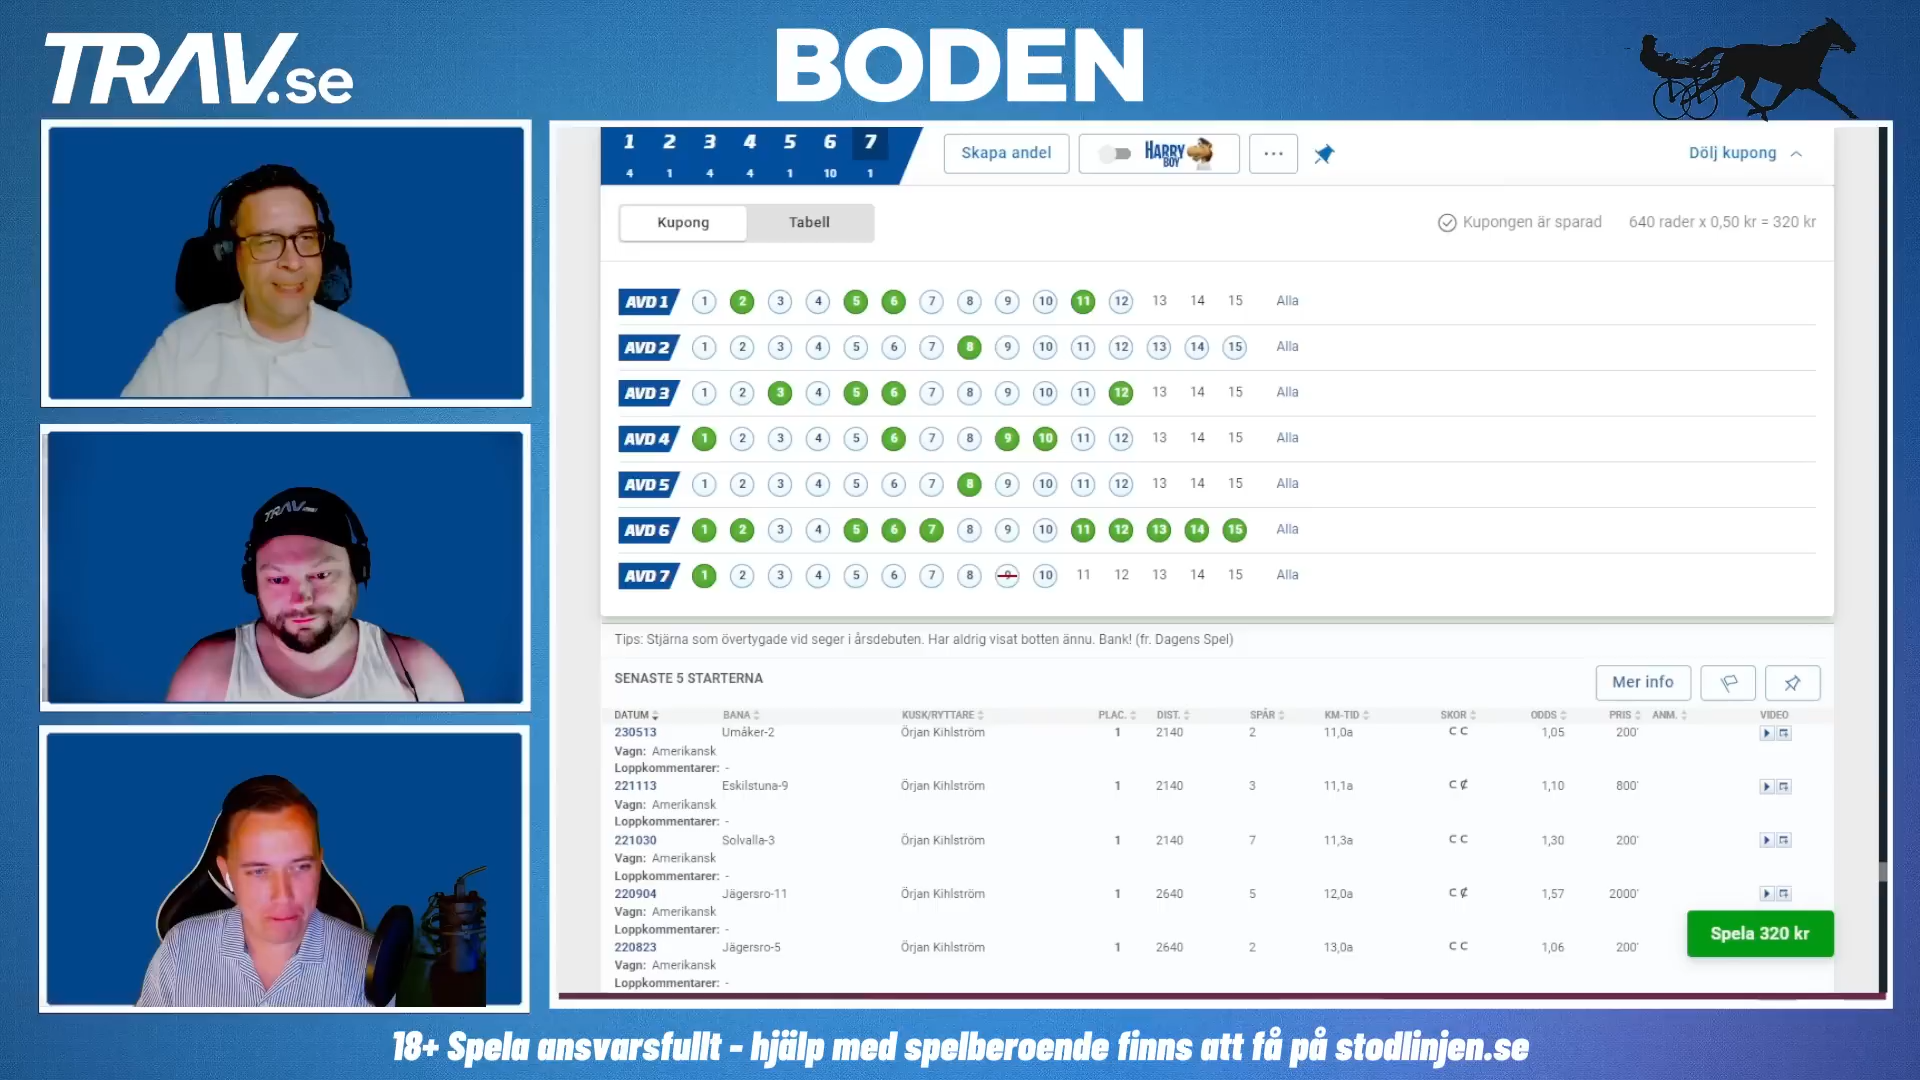 TRAV.se
BODEN
1 2 3 4 5 6 7
4 1 4 4 1 10 1
Skapa andel
HARRY BOY
...
Dölj kupong
Kupong Tabell
Kupongen är sparad 640 rader x 0,50 kr = 320 kr
AVD 1 1 2 3 4 5 6 7 8 9 10 11 12 13 14 15 Alla
AVD 2 1 2 3 4 5 6 7 8 9 10 11 12 13 14 15 Alla
AVD 3 1 2 3 4 5 6 7 8 9 10 11 12 13 14 15 Alla
AVD 4 1 2 3 4 5 6 7 8 9 10 11 12 13 14 15 Alla
AVD 5 1 2 3 4 5 6 7 8 9 10 11 12 13 14 15 Alla
AVD 6 1 2 3 4 5 6 7 8 9 10 11 12 13 14 15 Alla
AVD 7 1 2 3 4 5 6 7 8 9 10 11 12 13 14 15 Alla
Tips: Stjärna som övertygade vid seger i årsdebuten. Har aldrig visat botten ännu. Bank! (fr. Dagens Spel)
SENASTE 5 STARTERNA
Mer info
DATUM BANA KUSK/RYTTARE PLAC. DIST. SPÅR KM-TID SKOR ODDS PRIS ANM. VIDEO
230513 Umåker-2 Örjan Kihlström 1 2140 2 11,0a C C 1,05 200'
Vagn: Amerikansk
Loppkommentarer: -
221113 Eskilstuna-9 Örjan Kihlström 1 2140 3 11,1a C ₵ 1,10 800'
Vagn: Amerikansk
Loppkommentarer: -
221030 Solvalla-3 Örjan Kihlström 1 2140 7 11,3a C C 1,30 200'
Vagn: Amerikansk
Loppkommentarer: -
220904 Jägersro-11 Örjan Kihlström 1 2640 5 12,0a C ₵ 1,57 2000'
Vagn: Amerikansk
Loppkommentarer: -
220823 Jägersro-5 Örjan Kihlström 1 2640 2 13,0a C C 1,06 200'
Vagn: Amerikansk
Loppkommentarer: -
Spela 320 kr
TRAV.se
18+ Spela ansvarsfullt - hjälp med spelberoende finns att få på stodlinjen.se